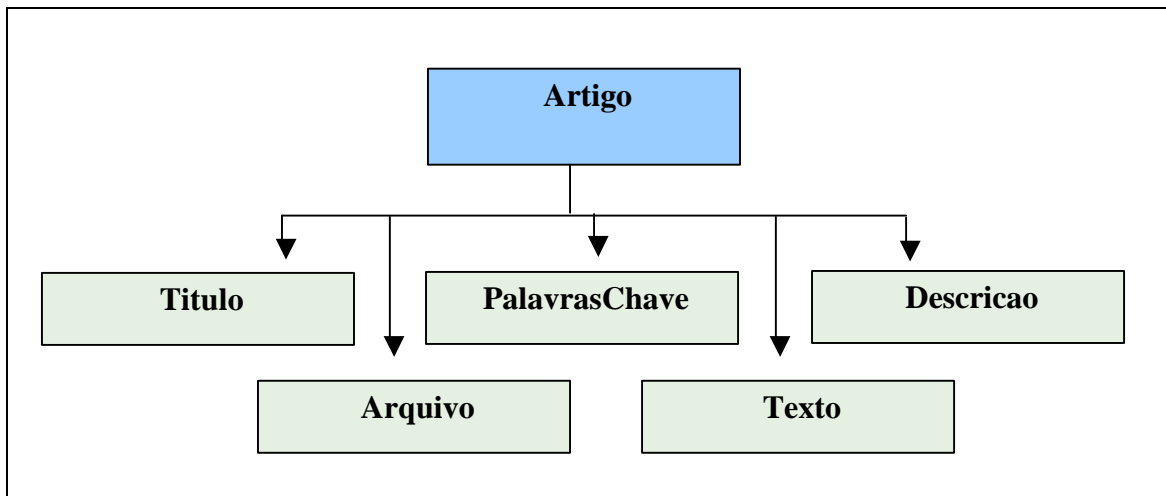 Artigo
Titulo
PalavrasChave
Descricao
Arquivo
Texto